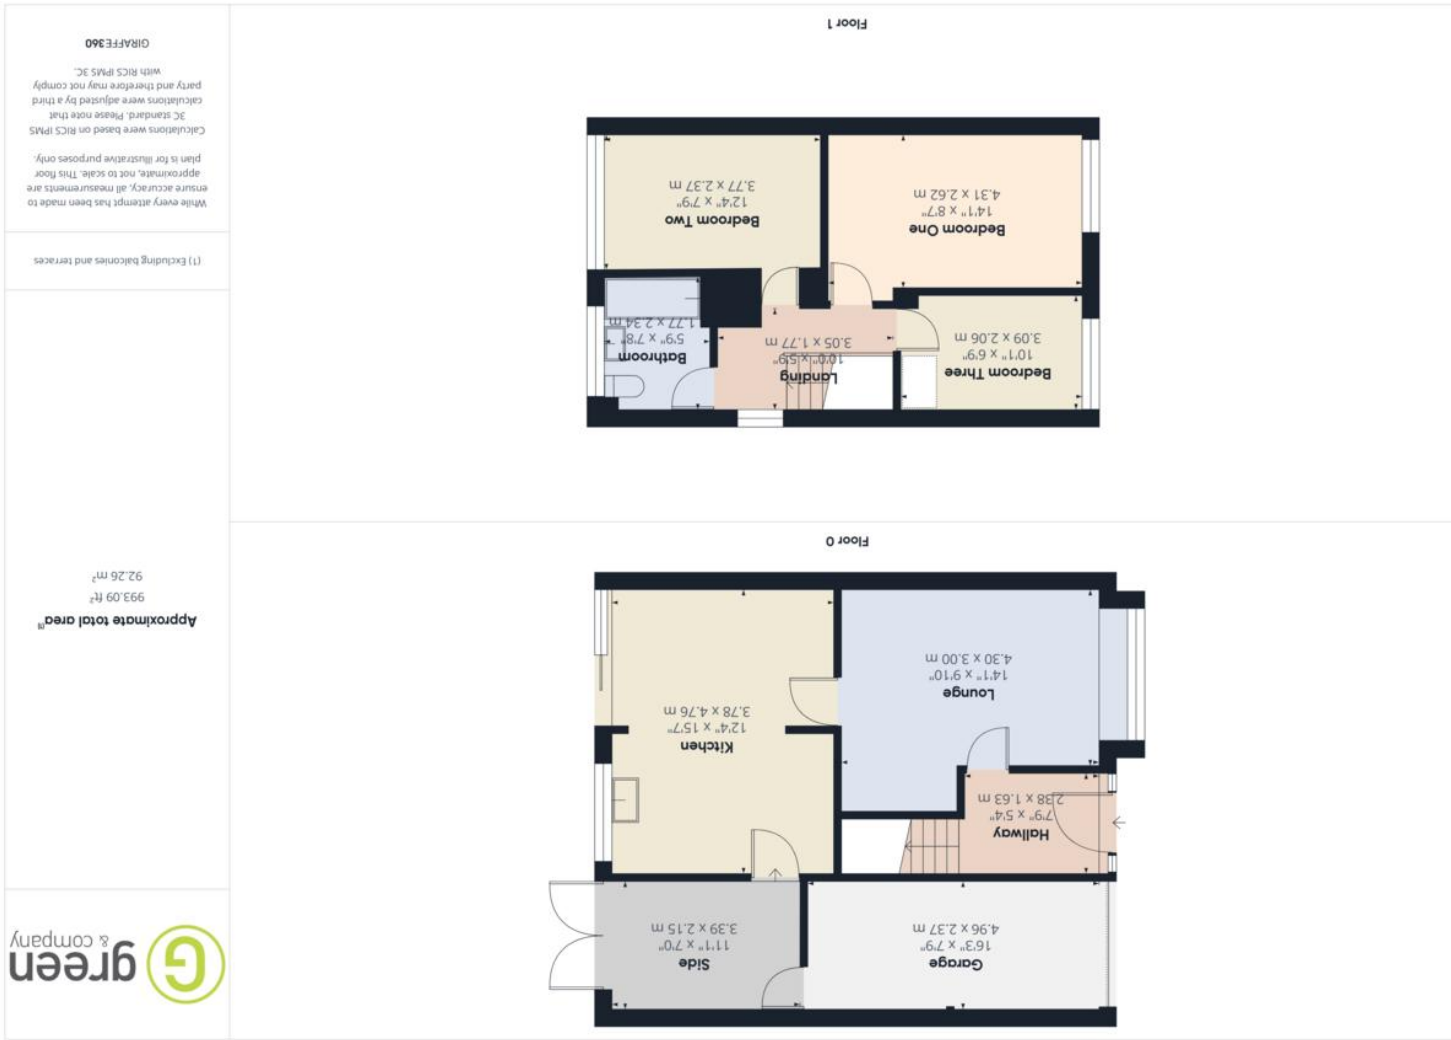 green
& company
Approximate total area⁽¹⁾
993.09 ft²
92.26 m²
(1) Excluding balconies and terraces
While every attempt has been made to
ensure accuracy, all measurements are
approximate, not to scale. This floor
plan is for illustrative purposes only.
Calculations were based on RICS IPMS
3C standard. Please note that
calculations were adjusted by a third
party and therefore may not comply
with RICS IPMS 3C.
GIRAFFE360
Garage
16'3" x 7'9"
4.96 x 2.37 m
Side
11'1" x 7'0"
3.39 x 2.15 m
Hallway
7'9" x 5'4"
2.38 x 1.63 m
Kitchen
12'4" x 15'7"
3.78 x 4.76 m
Lounge
14'1" x 9'10"
4.30 x 3.00 m
Floor 0
Bedroom Three
10'1" x 6'9"
3.09 x 2.06 m
Landing
10'0" x 5'9"
3.05 x 1.77 m
Bathroom
5'9" x 7'8"
1.77 x 2.34 m
Bedroom One
14'1" x 8'7"
4.31 x 2.62 m
Bedroom Two
12'4" x 7'9"
3.77 x 2.37 m
Floor 1